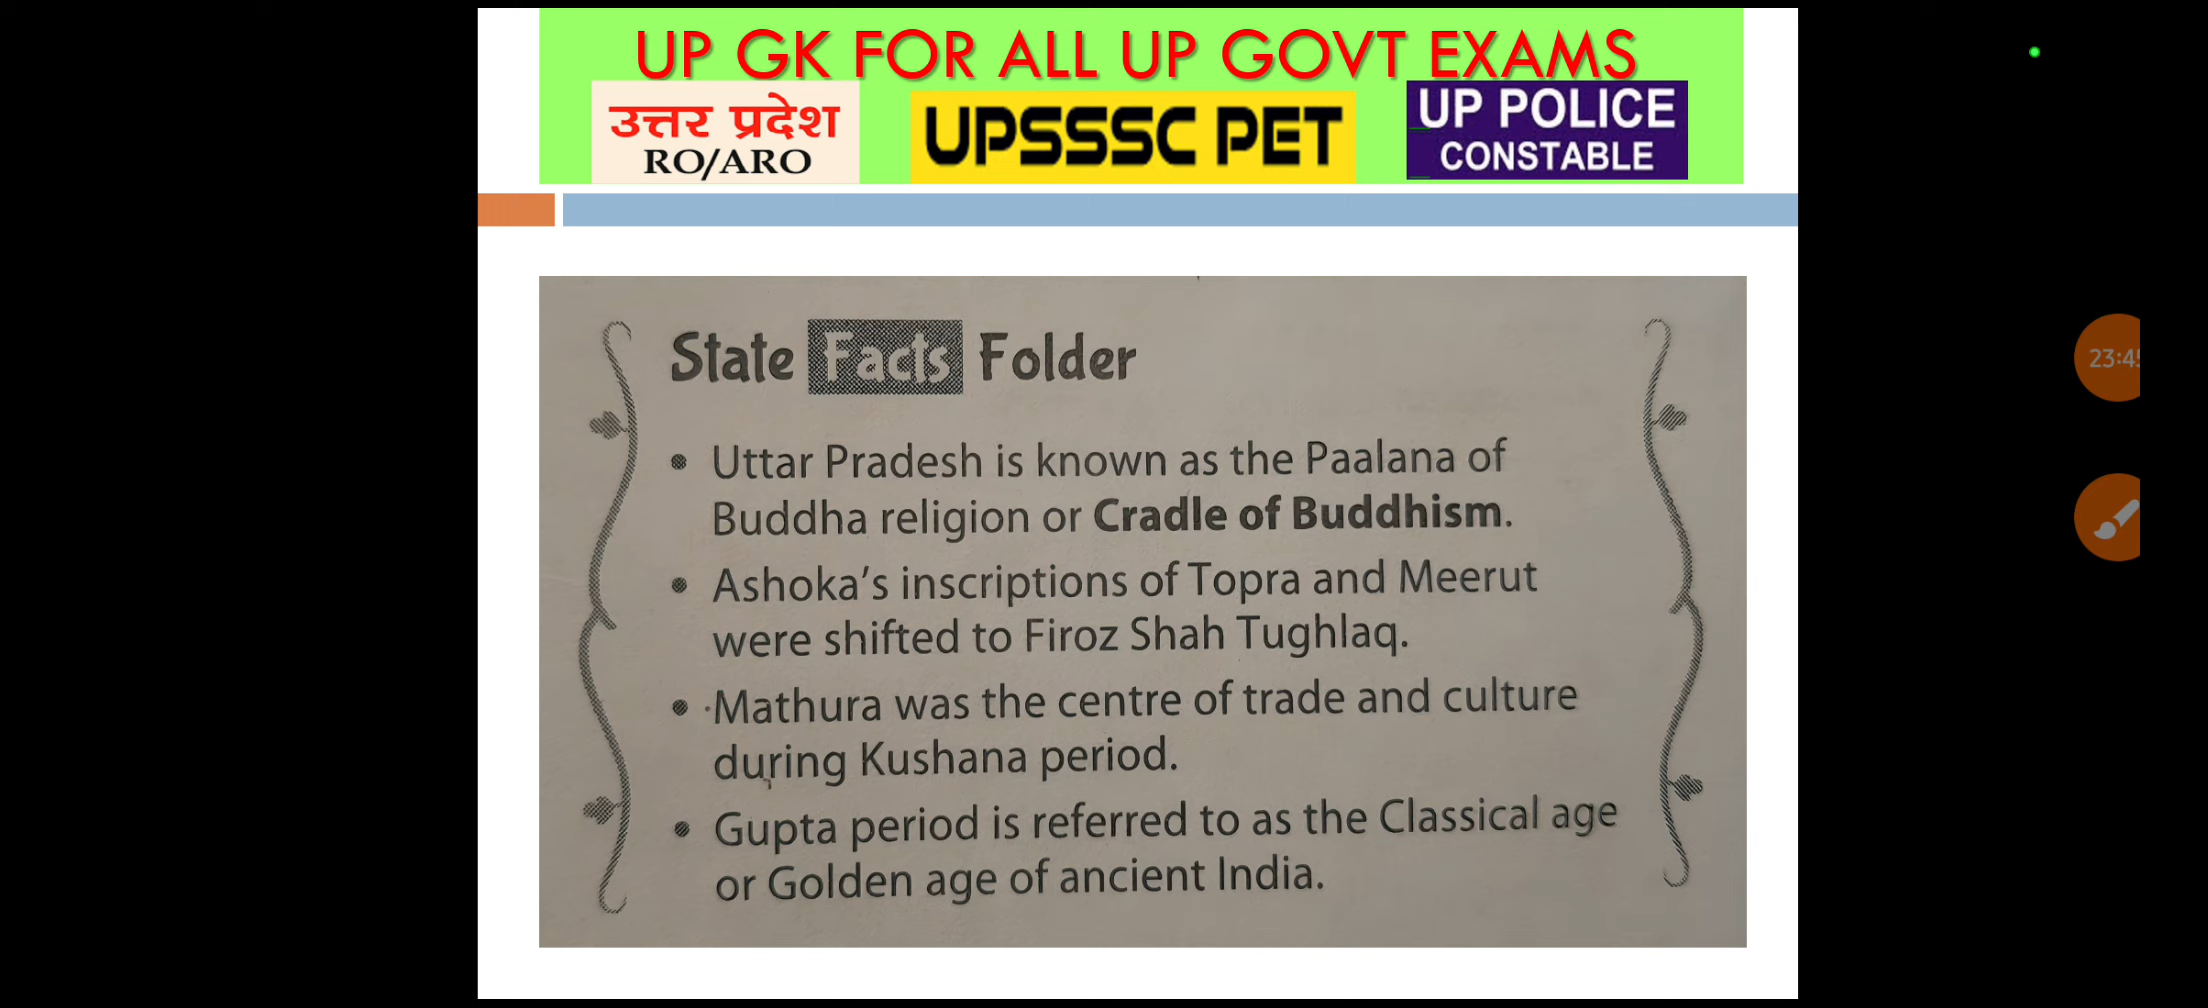 UP GK FOR ALL UP GOVT EXAMS
उत्तर प्रदेश
RO/ARO
UPSSSC PET
UP POLICE
CONSTABLE
State Facts Folder
• Uttar Pradesh is known as the Paalana of
Buddha religion or Cradle of Buddhism.
• Ashoka's inscriptions of Topra and Meerut
were shifted to Firoz Shah Tughlaq.
• Mathura was the centre of trade and culture
during Kushana period.
• Gupta period is referred to as the Classical age
or Golden age of ancient India.